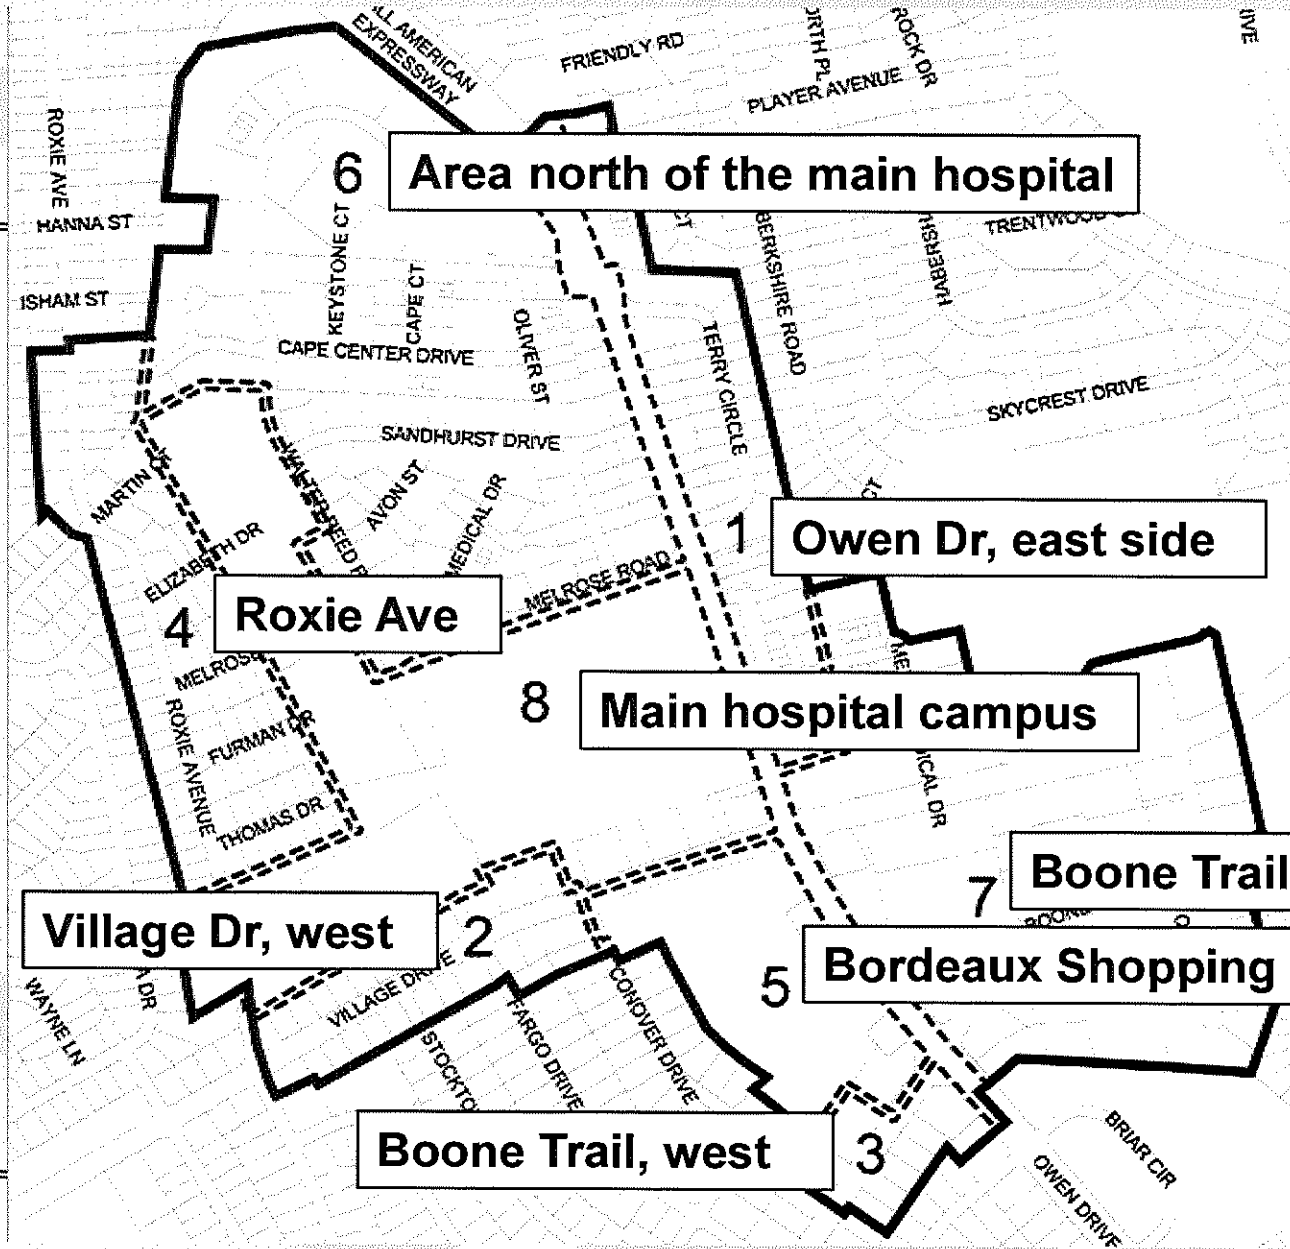 ALL AMERICAN
EXPRESSWAY
FRIENDLY RD
ROCK DR
PLAYER AVENUE
ROXIE AVE
HANNA ST
ISHAM ST
6
Area north of the main hospital
KEYSTONE CT
CAPE CT
CAPE CENTER DRIVE
OLIVER ST
CT
BERKSHIRE ROAD
TERRY CIRCLE
SKYCREST DRIVE
SANDHURST DRIVE
AVON ST
MEDICAL DR
CT
ELIZABETH DR
MELROSE ROAD
1
Owen Dr, east side
4
Roxie Ave
MELROSE
ROXIE AVENUE
FURMAN DR
THOMAS DR
8
Main hospital campus
DICAL DR
7
Boone Trail
Village Dr, west
2
VILLAGE DRIVE
5
Bordeaux Shopping
WAYNE LN
FARGO DRIVE
CONOVER DRIVE
Boone Trail, west
3
BRIAR CIR
OWEN DRIVE